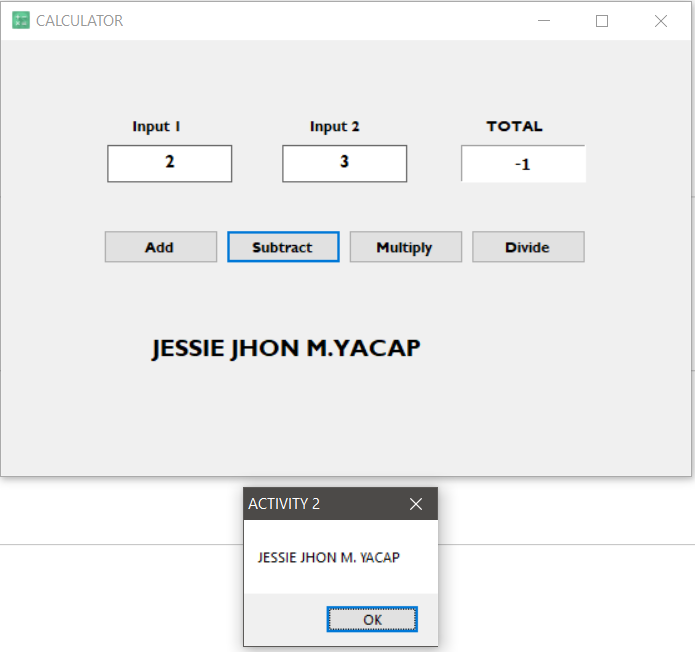 CALCULATOR
Input 1 Input 2 TOTAL
2 3 -1
Add Subtract Multiply Divide
JESSIE JHON M.YACAP
ACTIVITY 2
JESSIE JHON M. YACAP
OK